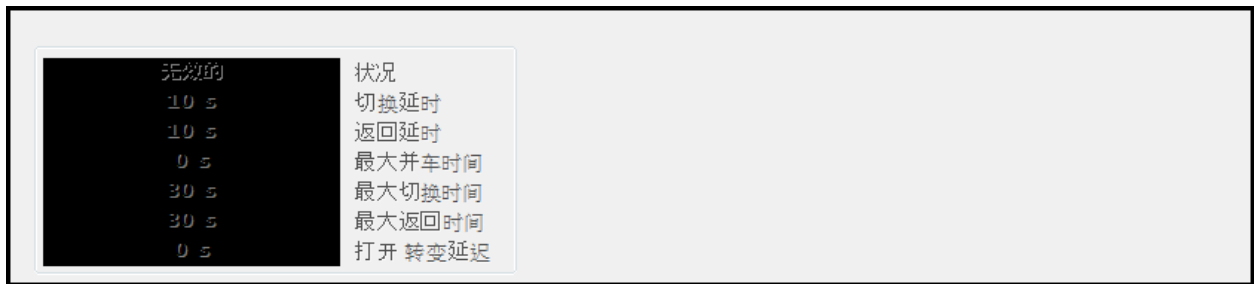 无效的 状况
10 s 切换延时
10 s 返回延时
0 s 最大并车时间
30 s 最大切换时间
30 s 最大返回时间
0 s 打开 转变延迟